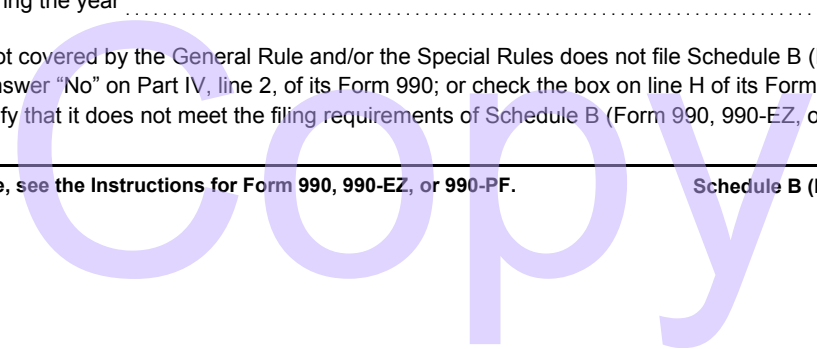 ring the year
ot covered by the General Rule and/or the Special Rules does not file Schedule B (
nswer “No” on Part IV, line 2, of its Form 990; or check the box on line H of its Form
fy that it does not meet the filing requirements of Schedule B (Form 990, 990-EZ, o
e, see the Instructions for Form 990, 990-EZ, or 990-PF. Schedule B (
Copy